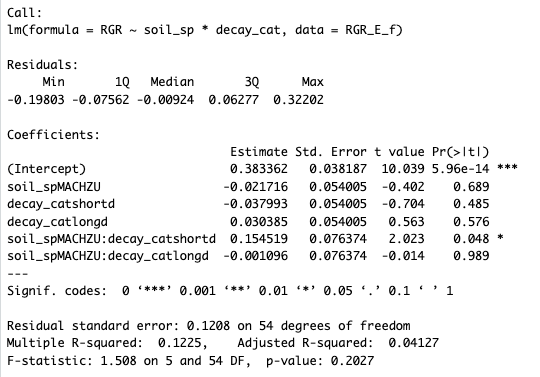 Call:
lm(formula = RGR ~ soil_sp * decay_cat, data = RGR_E_f)
Residuals:
Min 1Q Median 3Q Max
-0.19803 -0.07562 -0.00924 0.06277 0.32202
Coefficients:
Estimate Std. Error t value Pr(>|t|)
(Intercept) 0.383362 0.038187 10.039 5.96e-14 ***
soil_spMACHZU -0.021716 0.054005 -0.402 0.689
decay_catshortd -0.037993 0.054005 -0.704 0.485
decay_catlongd 0.030385 0.054005 0.563 0.576
soil_spMACHZU:decay_catshortd 0.154519 0.076374 2.023 0.048 *
soil_spMACHZU:decay_catlongd -0.001096 0.076374 -0.014 0.989
---
Signif. codes: 0 ‘***’ 0.001 ‘**’ 0.01 ‘*’ 0.05 ‘.’ 0.1 ‘ ’ 1
Residual standard error: 0.1208 on 54 degrees of freedom
Multiple R-squared: 0.1225, Adjusted R-squared: 0.04127
F-statistic: 1.508 on 5 and 54 DF, p-value: 0.2027